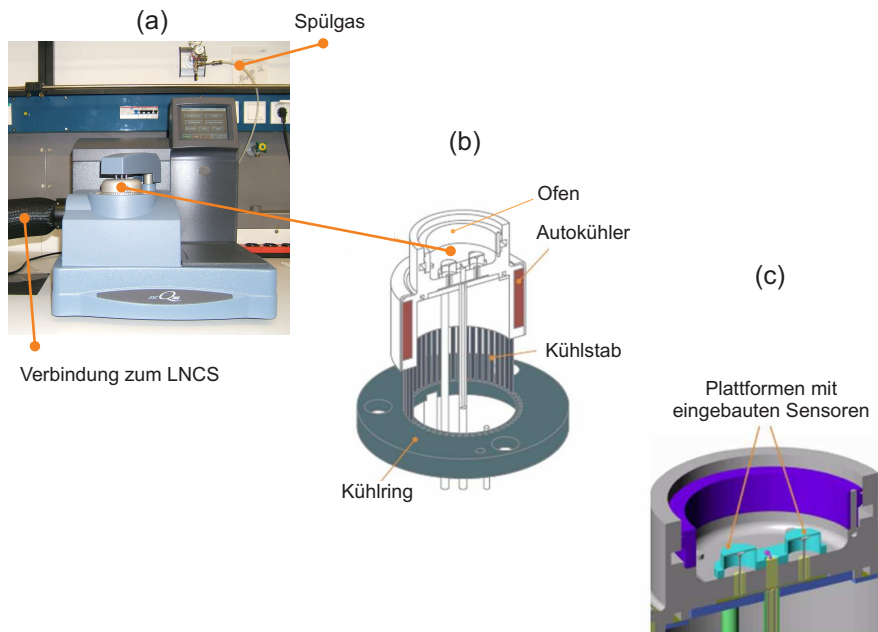 (a)
Spülgas
Verbindung zum LNCS
(b)
Ofen
Autokühler
Kühlstab
Kühlring
(c)
Plattformen mit
eingebauten Sensoren